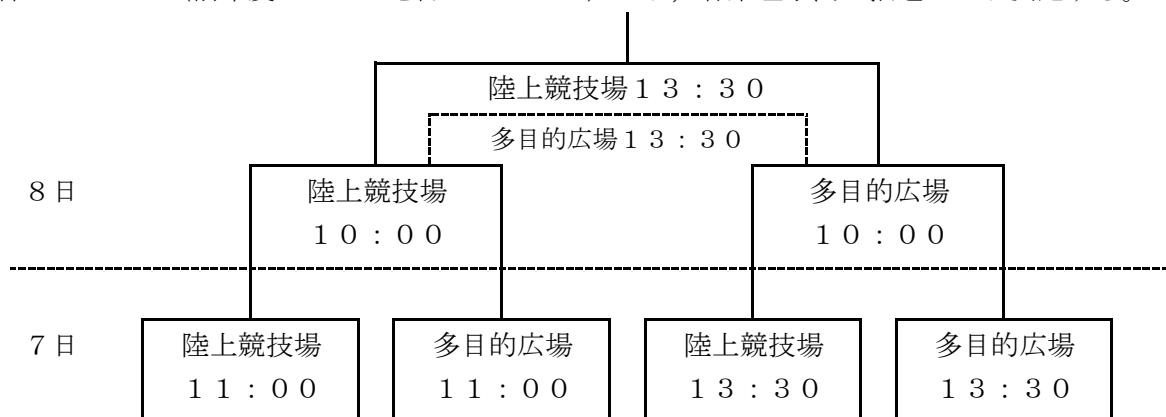 陸上競技場１３：３０
多目的広場１３：３０
８日 陸上競技場 多目的広場
１０：００ １０：００
７日 陸上競技場 多目的広場 陸上競技場 多目的広場
１１：００ １１：００ １３：３０ １３：３０